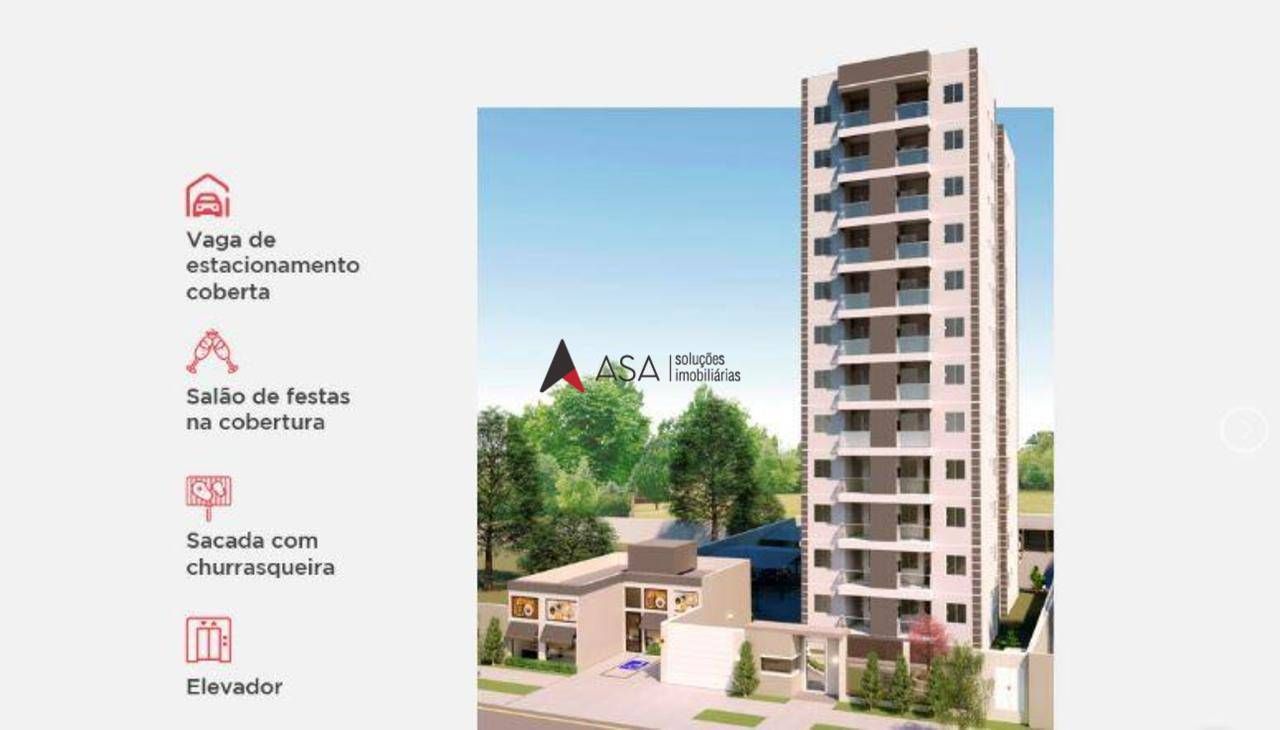 Vaga de
estacionamento
coberta
Salão de festas
na cobertura
Sacada com
churrasqueira
Elevador
ASA
soluções
imobiliárias